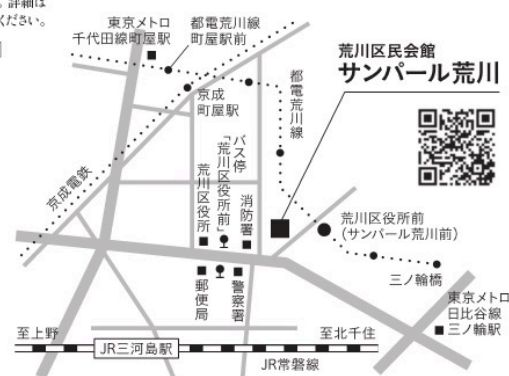 詳細は
ください。
東京メトロ
千代田線町屋駅
都電荒川線
町屋駅前
京成
町屋駅
都電荒川線
荒川区民会館
サンパール荒川
京成電鉄
バス停
「荒川区役所前」
荒川区役所
消防署
荒川区役所前
(サンパール荒川前)
三ノ輪橋
郵便局
警察署
東京メトロ
日比谷線
三ノ輪駅
至上野
JR三河島駅
至北千住
JR常磐線